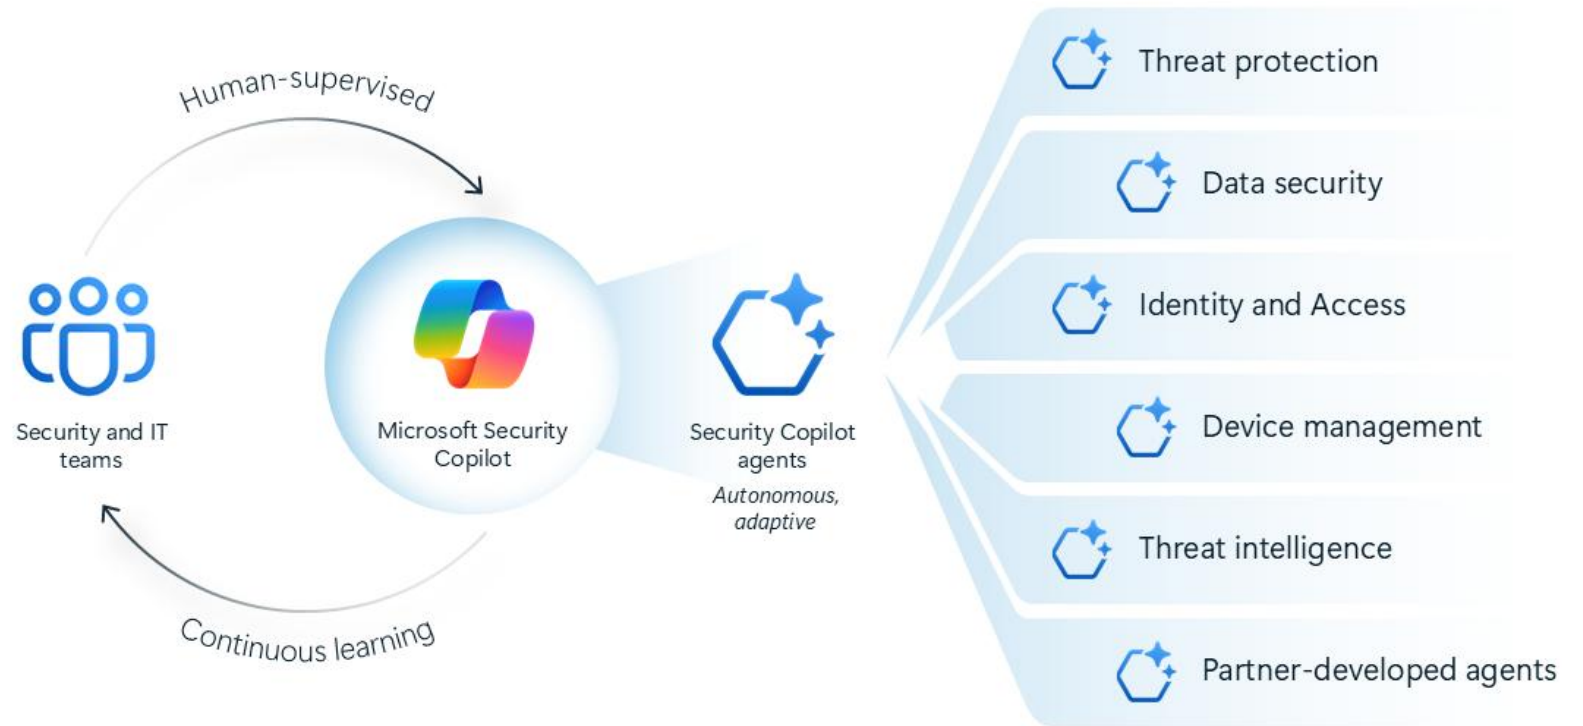 Human-supervised
Security and IT
teams
Microsoft Security
Copilot
Security Copilot
agents
Autonomous,
adaptive
Continuous learning
Threat protection
Data security
Identity and Access
Device management
Threat intelligence
Partner-developed agents